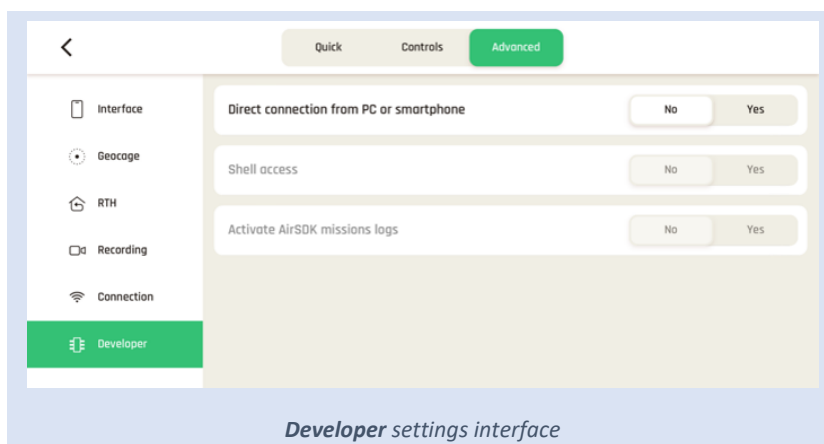 Quick Controls Advanced
Interface
Geocage
RTH
Recording
Connection
Developer
Direct connection from PC or smartphone No Yes
Shell access No Yes
Activate AirSDK missions logs No Yes
Developer settings interface